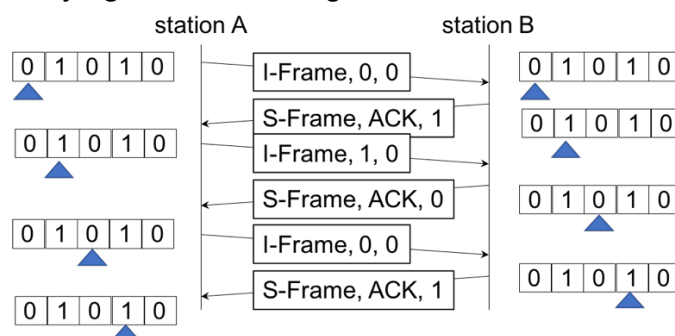 station A station B
0 1 0 1 0
I-Frame, 0, 0
0 1 0 1 0
S-Frame, ACK, 1
0 1 0 1 0
0 1 0 1 0
I-Frame, 1, 0
S-Frame, ACK, 0
0 1 0 1 0
0 1 0 1 0
I-Frame, 0, 0
S-Frame, ACK, 1
0 1 0 1 0
0 1 0 1 0